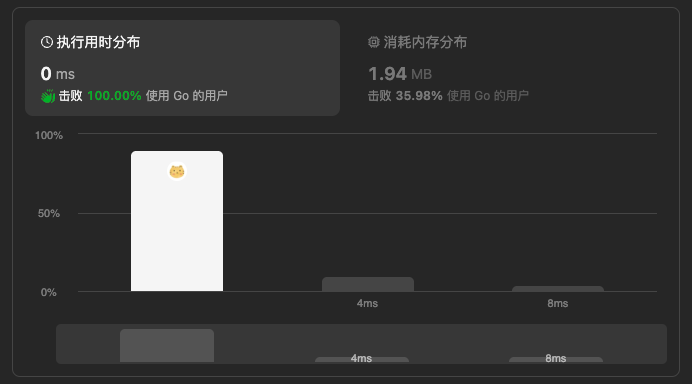 执行用时分布
0 ms
击败 100.00% 使用 Go 的用户
消耗内存分布
1.94 MB
击败 35.98% 使用 Go 的用户
100%
50%
0%
4ms
8ms
4ms
8ms